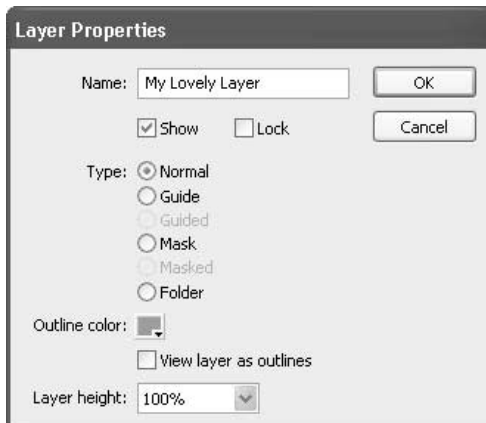 Layer Properties
Name: My Lovely Layer OK
Show Lock Cancel
Type: Normal
Guide
Guided
Mask
Masked
Folder
Outline color:
View layer as outlines
Layer height: 100%